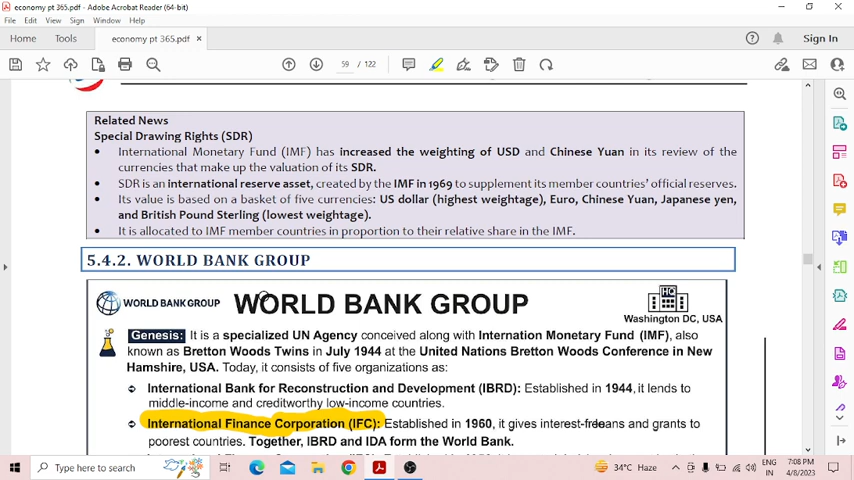 economy pt 365.pdf - Adobe Acrobat Reader (64-bit)
File Edit View Sign Window Help
Home Tools economy pt 365.pdf × Sign In
59 / 122
Related News
Special Drawing Rights (SDR)
• International Monetary Fund (IMF) has increased the weighting of USD and Chinese Yuan in its review of the
currencies that make up the valuation of its SDR.
• SDR is an international reserve asset, created by the IMF in 1969 to supplement its member countries' official reserves.
• Its value is based on a basket of five currencies: US dollar (highest weightage), Euro, Chinese Yuan, Japanese yen,
and British Pound Sterling (lowest weightage).
• It is allocated to IMF member countries in proportion to their relative share in the IMF.
5.4.2. WORLD BANK GROUP
WORLD BANK GROUP WORLD BANK GROUP HQ
Washington DC, USA
Genesis: It is a specialized UN Agency conceived along with Internation Monetary Fund (IMF), also
known as Bretton Woods Twins in July 1944 at the United Nations Bretton Woods Conference in New
Hamshire, USA. Today, it consists of five organizations as:
International Bank for Reconstruction and Development (IBRD): Established in 1944, it lends to
middle-income and creditworthy low-income countries.
International Finance Corporation (IFC): Established in 1960, it gives interest-free loans and grants to
poorest countries. Together, IBRD and IDA form the World Bank.
Type here to search 34°C Haze ENG IN 7:08 PM 4/8/2023